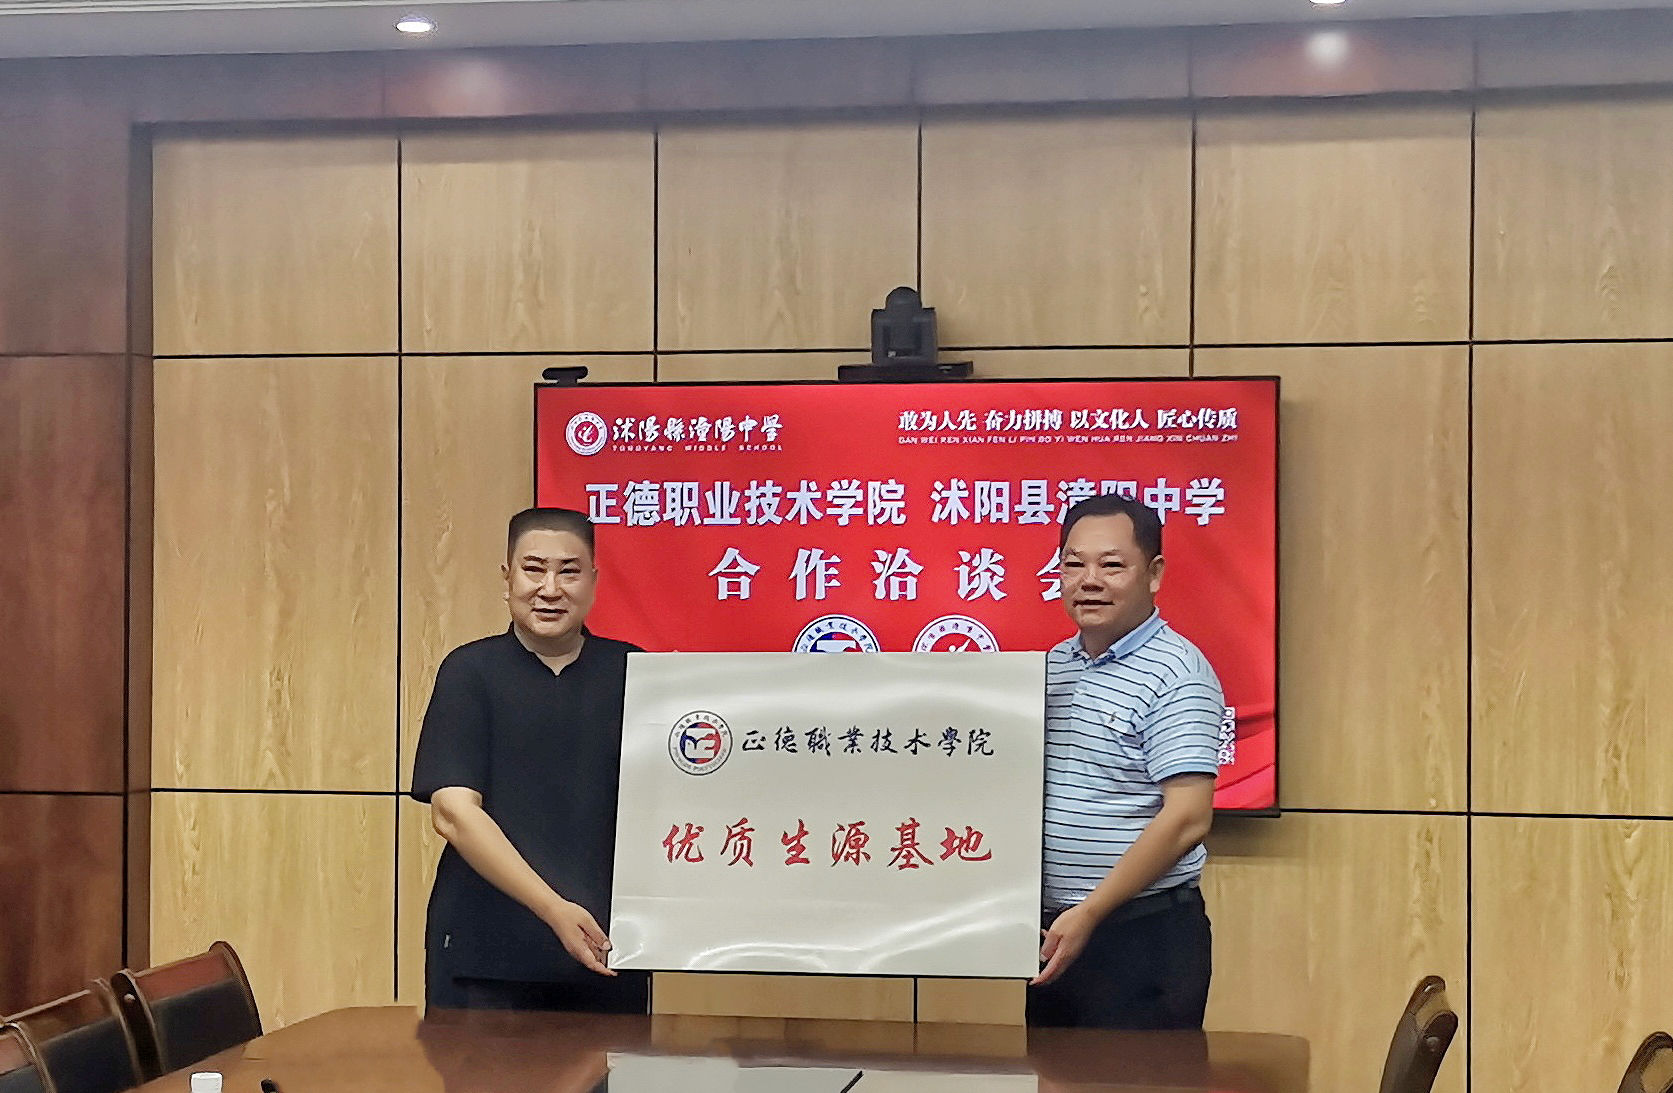 沭陽縣潼陽中学
TONGYANG MIDDLE SCHOOL
敢为人先 奋力拼搏 以文化人 匠心传质
GAN WEI REN XIAN FEN LI PIN BO YI WEN HUA REN JIANG XIN CHUAN ZHI
正德职业技术学院 沭阳县潼阳中学
合作洽谈会
正德職業技术學院
优质生源基地